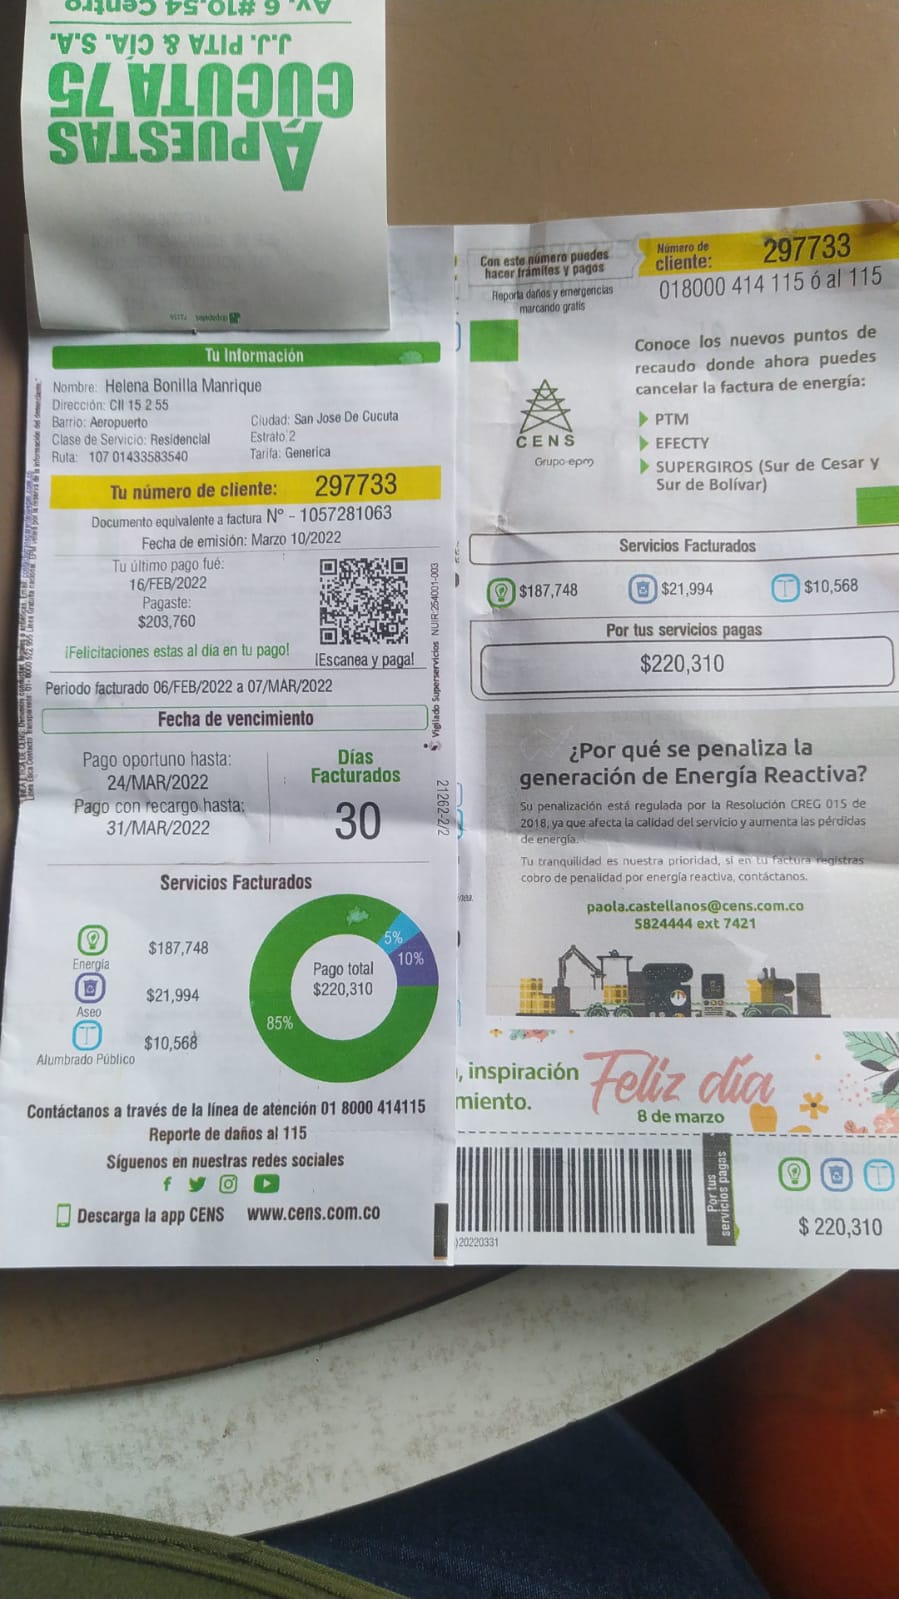 Av. 6 #10.54 Centro
J.J. PITA & CÍA. S.A.
CÚCUTA 75
APUESTAS
Tu Información
Nombre: Helena Bonilla Manrique
Dirección: Cll 15 2 55
Barrio: Aeropuerto
Ciudad: San Jose De Cucuta
Clase de Servicio: Residencial
Estrato 2
Ruta: 107 01433583540
Tarifa: Generica
Tu número de cliente: 297733
Documento equivalente a factura N° - 1057281063
Fecha de emisión: Marzo 10/2022
Tu último pago fué:
16/FEB/2022
Pagaste:
$203,760
¡Felicitaciones estas al día en tu pago!
¡Escanea y paga!
Periodo facturado 06/FEB/2022 a 07/MAR/2022
Vigilado Superservicios NUIR:254001-003
Fecha de vencimiento
Pago oportuno hasta:
24/MAR/2022
Pago con recargo hasta:
31/MAR/2022
Días
Facturados
30
21262-2/2
Servicios Facturados
Energía
$187,748
Aseo
$21,994
Alumbrado Público
$10,568
Pago total
$220,310
5%
10%
85%
Contáctanos a través de la línea de atención 01 8000 414115
Reporte de daños al 115
Síguenos en nuestras redes sociales
Descarga la app CENS www.cens.com.co
Con este número puedes
hacer trámites y pagos
Número de
cliente: 297733
Reporta daños y emergencias
marcando gratis
018000 414 115 ó al 115
CENS
Grupo·epm
Conoce los nuevos puntos de
recaudo donde ahora puedes
cancelar la factura de energía:
PTM
EFECTY
SUPERGIROS (Sur de Cesar y
Sur de Bolívar)
Servicios Facturados
$187,748 $21,994 $10,568
Por tus servicios pagas
$220,310
¿Por qué se penaliza la
generación de Energía Reactiva?
Su penalización está regulada por la Resolución CREG 015 de
2018, ya que afecta la calidad del servicio y aumenta las pérdidas
de energía.
Tu tranquilidad es nuestra prioridad, si en tu factura registras
cobro de penalidad por energía reactiva, contáctanos.
paola.castellanos@cens.com.co
5824444 ext 7421
, inspiración
miento.
Feliz día
8 de marzo
)20220331
Por tus
servicios pagas
$ 220,310